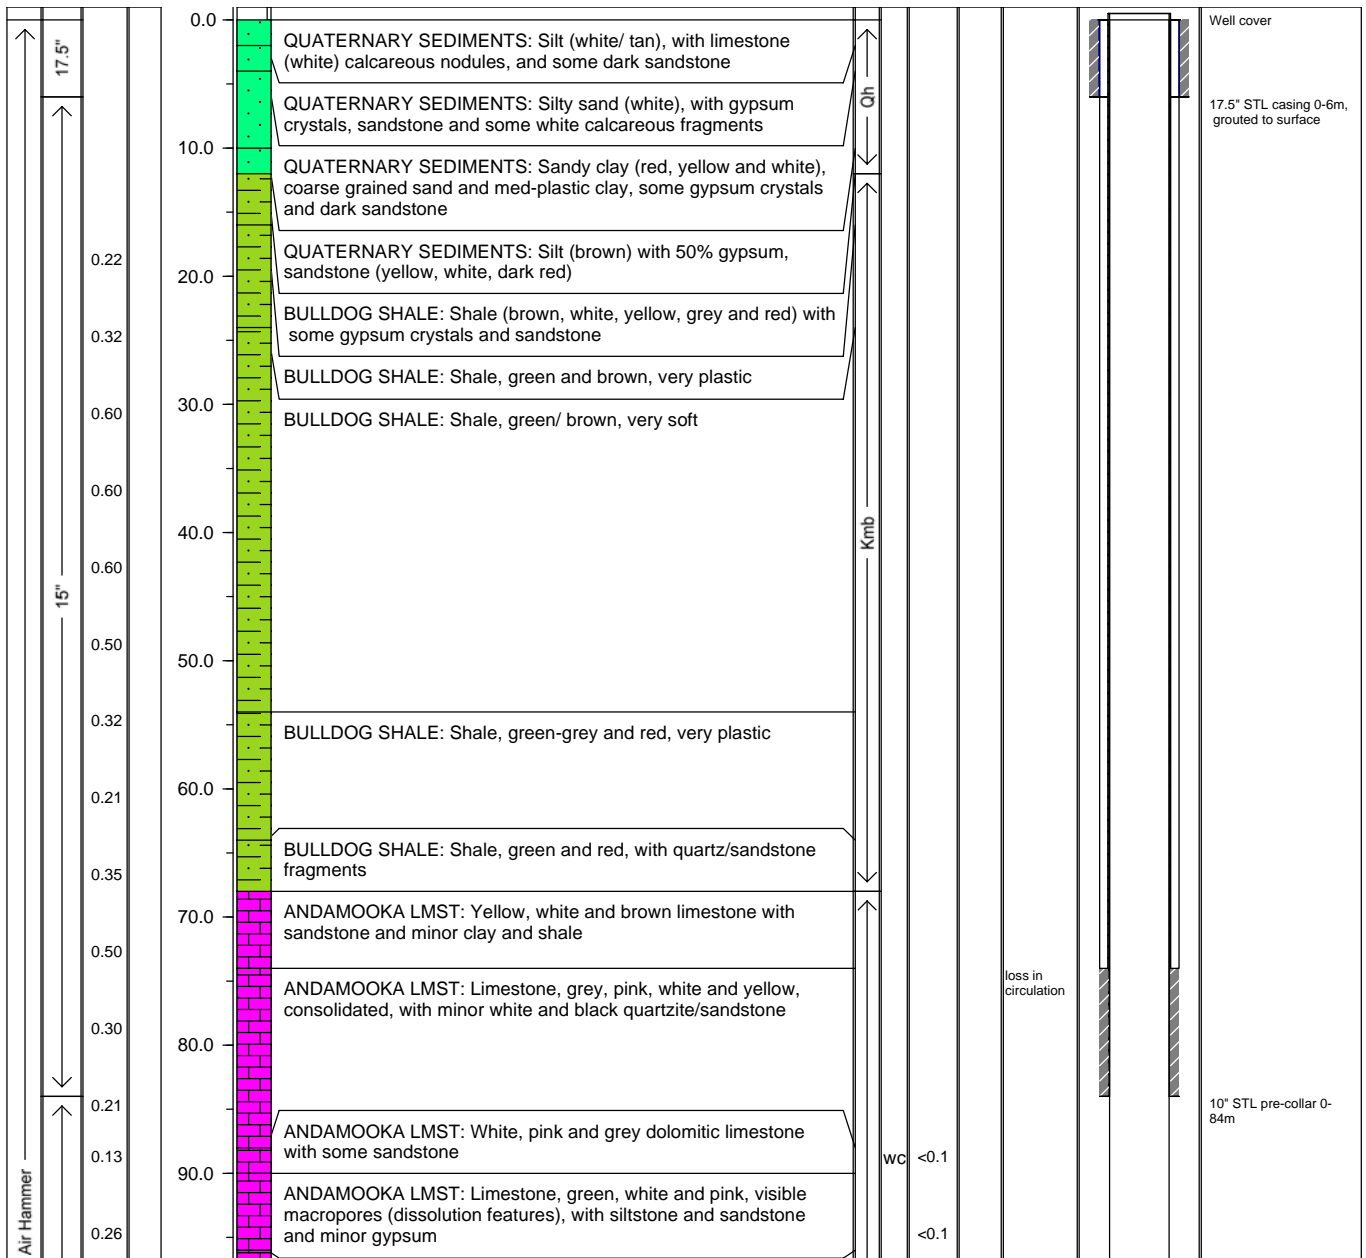 0.0
10.0
20.0
30.0
40.0
50.0
60.0
70.0
80.0
90.0
Air Hammer
17.5"
15"
0.22
0.32
0.60
0.60
0.60
0.50
0.32
0.21
0.35
0.50
0.30
0.21
0.13
0.26
QUATERNARY SEDIMENTS: Silt (white/ tan), with limestone
(white) calcareous nodules, and some dark sandstone
QUATERNARY SEDIMENTS: Silty sand (white), with gypsum
crystals, sandstone and some white calcareous fragments
QUATERNARY SEDIMENTS: Sandy clay (red, yellow and white),
coarse grained sand and med-plastic clay, some gypsum crystals
and dark sandstone
QUATERNARY SEDIMENTS: Silt (brown) with 50% gypsum,
sandstone (yellow, white, dark red)
BULLDOG SHALE: Shale (brown, white, yellow, grey and red) with
some gypsum crystals and sandstone
BULLDOG SHALE: Shale, green and brown, very plastic
BULLDOG SHALE: Shale, green/ brown, very soft
BULLDOG SHALE: Shale, green-grey and red, very plastic
BULLDOG SHALE: Shale, green and red, with quartz/sandstone
fragments
ANDAMOOKA LMST: Yellow, white and brown limestone with
sandstone and minor clay and shale
ANDAMOOKA LMST: Limestone, grey, pink, white and yellow,
consolidated, with minor white and black quartzite/sandstone
ANDAMOOKA LMST: White, pink and grey dolomitic limestone
with some sandstone
ANDAMOOKA LMST: Limestone, green, white and pink, visible
macropores (dissolution features), with siltstone and sandstone
and minor gypsum
Qh
Kmb
wc
<0.1
<0.1
loss in
circulation
Well cover
17.5" STL casing 0-6m,
grouted to surface
10" STL pre-collar 0-
84m